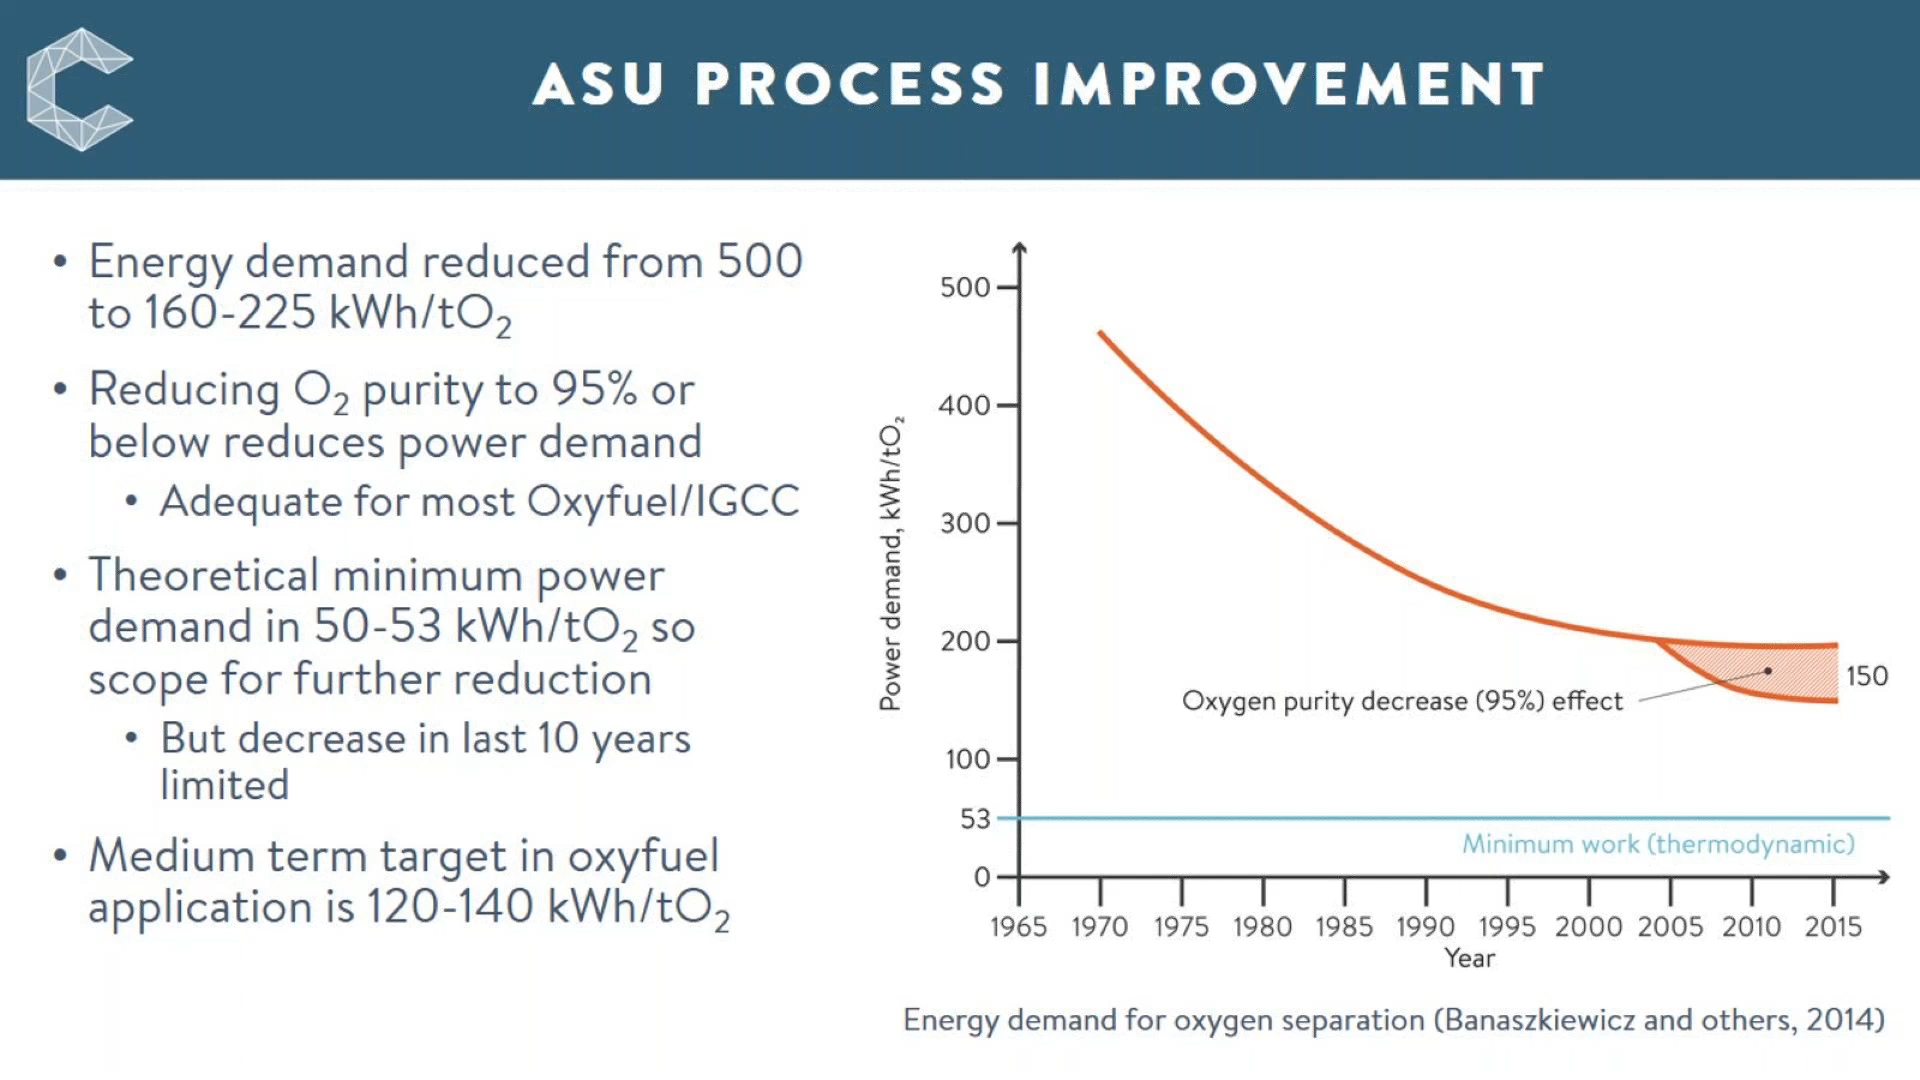 ASU PROCESS IMPROVEMENT
• Energy demand reduced from 500
to 160-225 kWh/tO₂
• Reducing O₂ purity to 95% or
below reduces power demand
• Adequate for most Oxyfuel/IGCC
• Theoretical minimum power
demand in 50-53 kWh/tO₂ so
scope for further reduction
• But decrease in last 10 years
limited
• Medium term target in oxyfuel
application is 120-140 kWh/tO₂
Power demand, kWh/tO₂
500
400
300
200
100
53
0
150
Oxygen purity decrease (95%) effect
Minimum work (thermodynamic)
1965 1970 1975 1980 1985 1990 1995 2000 2005 2010 2015
Year
Energy demand for oxygen separation (Banaszkiewicz and others, 2014)